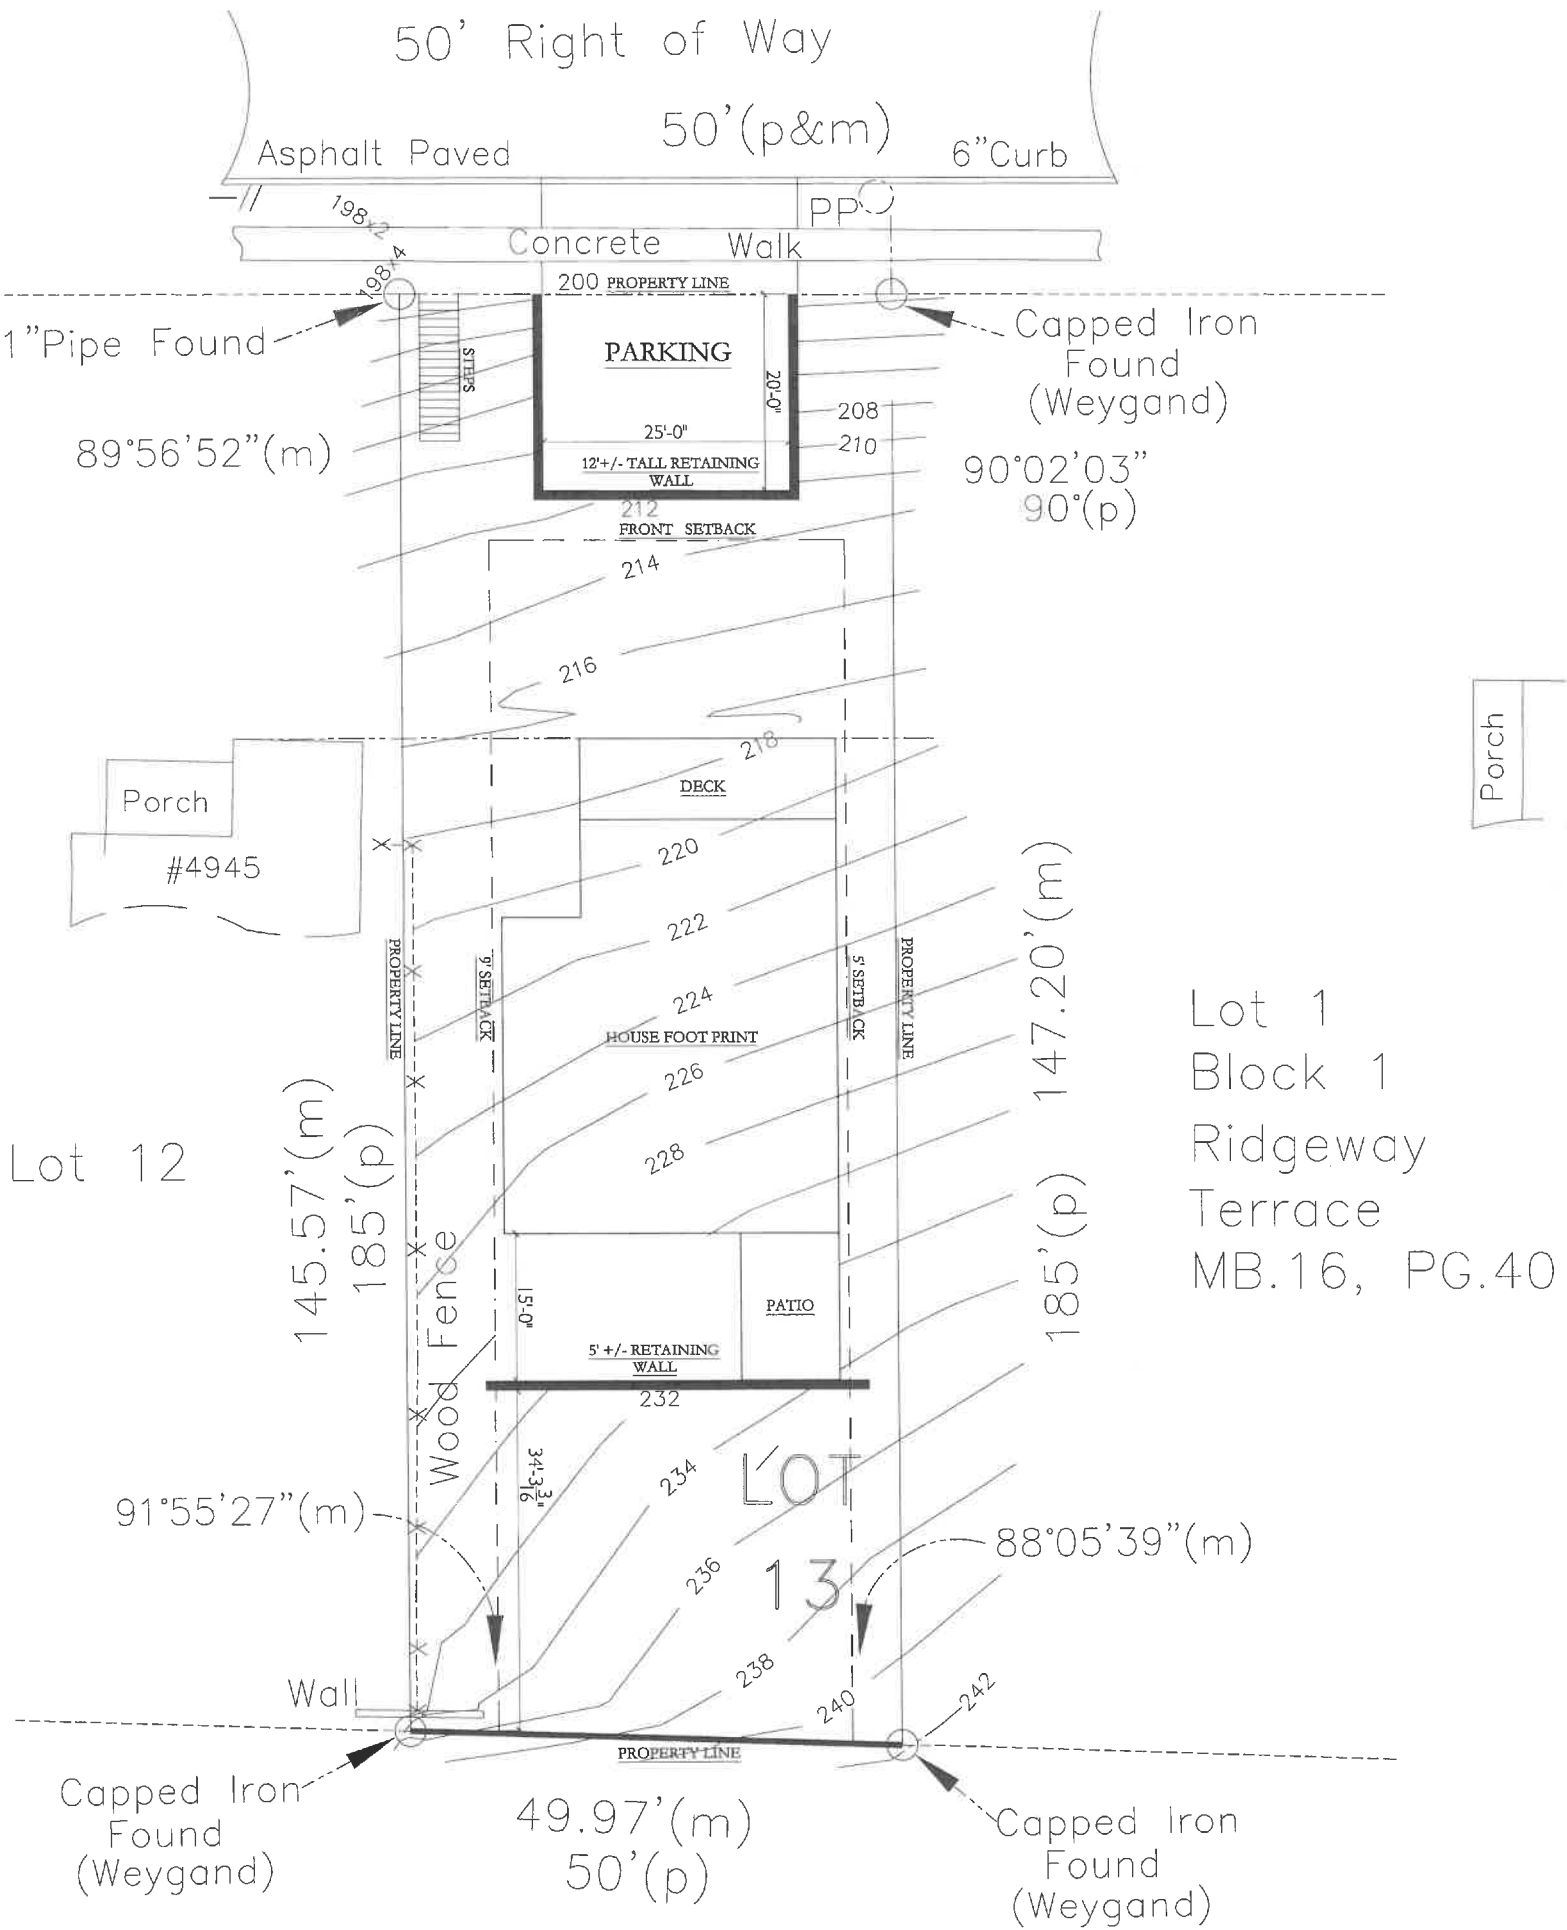 50' Right of Way
50'(p&m)
Asphalt Paved
6"Curb
PP
198x2
Concrete Walk
198x4
200 PROPERTY LINE
1"Pipe Found
Capped Iron
Found
(Weygand)
STEPS
PARKING
20'-0"
208
25'-0"
210
89°56'52"(m)
12'+/- TALL RETAINING
WALL
90°02'03"
90°(p)
212
FRONT SETBACK
214
216
218
DECK
Porch
Porch
#4945
220
222
PROPERTY LINE
9' SETBACK
5' SETBACK
PROPERTY LINE
147.20'(m)
185'(p)
224
HOUSE FOOT PRINT
226
228
Lot 1
Block 1
Ridgeway
Terrace
MB.16, PG.40
Lot 12
145.57'(m)
185'(p)
Wood Fence
15'-0"
PATIO
5' +/- RETAINING
WALL
232
34'-3 3/16"
234
LOT
13
91°55'27"(m)
88°05'39"(m)
236
238
240
242
Wall
PROPERTY LINE
Capped Iron
Found
(Weygand)
49.97'(m)
50'(p)
Capped Iron
Found
(Weygand)